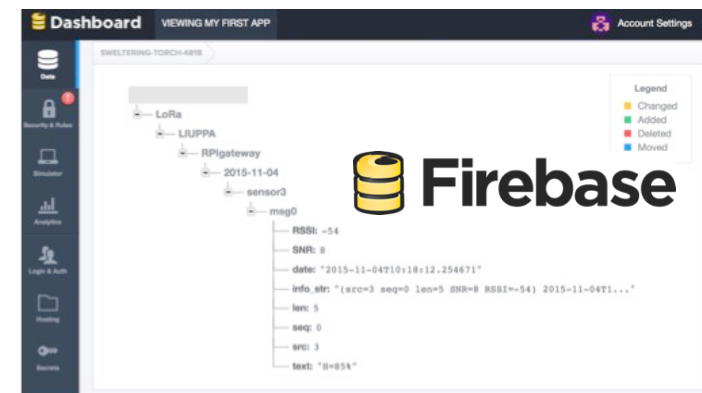 Dashboard VIEWING MY FIRST APP Account Settings
SWELTERING-TORCH-4818
Data
Security & Rules
Simulator
Analytics
Login & Auth
Hosting
Secrets
Legend
Changed
Added
Deleted
Moved
LoRa
LIUPPA
RPIgateway
2015-11-04
sensor3
msg0
RSSI: -54
SNR: 8
date: "2015-11-04T10:18:12.254671"
info_str: "(src=3 seq=0 len=5 SNR=8 RSSI=-54) 2015-11-04T1..."
len: 5
seq: 0
src: 3
text: "H=85%"
Firebase